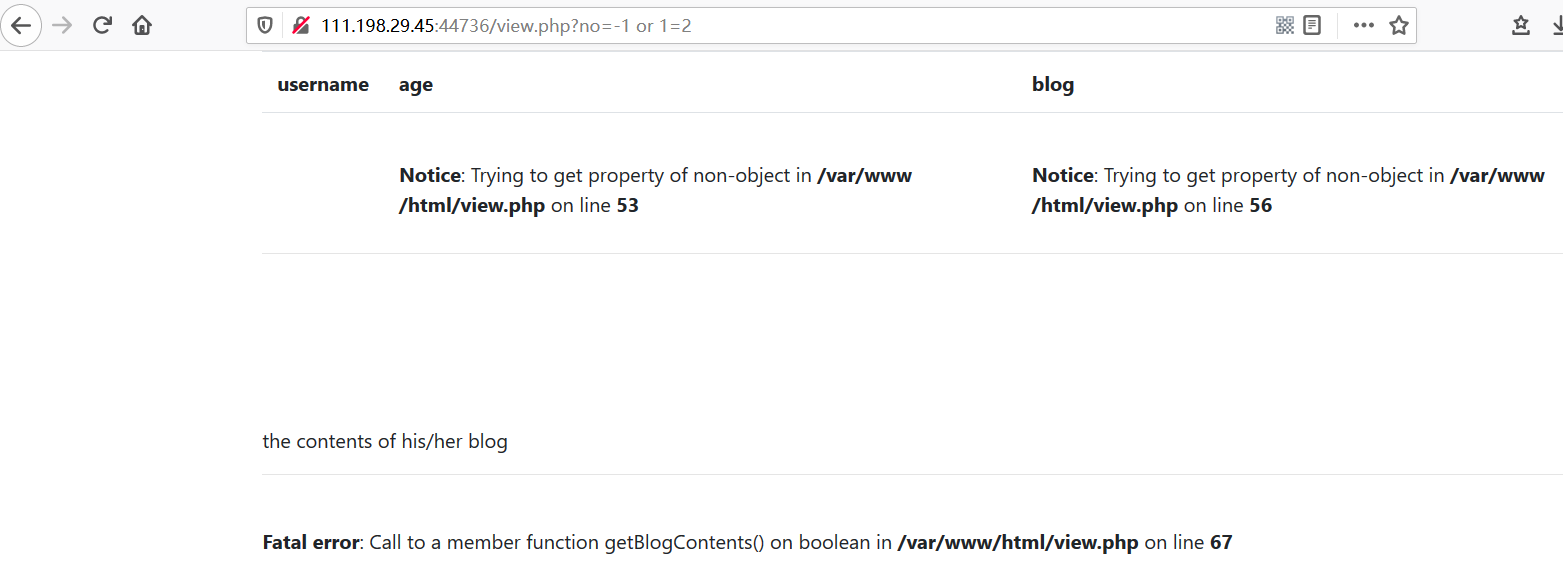 111.198.29.45:44736/view.php?no=-1 or 1=2
username age blog
Notice: Trying to get property of non-object in /var/www
/html/view.php on line 53
Notice: Trying to get property of non-object in /var/www
/html/view.php on line 56
the contents of his/her blog
Fatal error: Call to a member function getBlogContents() on boolean in /var/www/html/view.php on line 67